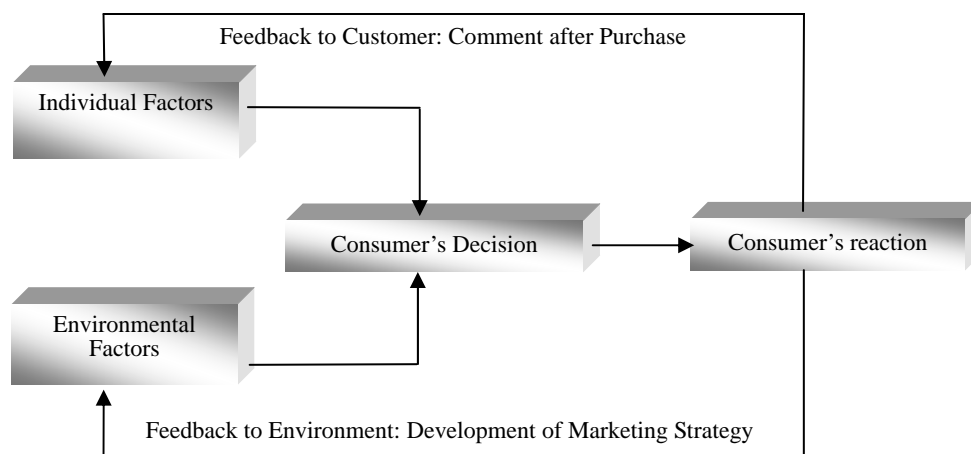 Feedback to Customer: Comment after Purchase
Individual Factors
Consumer’s Decision
Consumer’s reaction
Environmental
Factors
Feedback to Environment: Development of Marketing Strategy